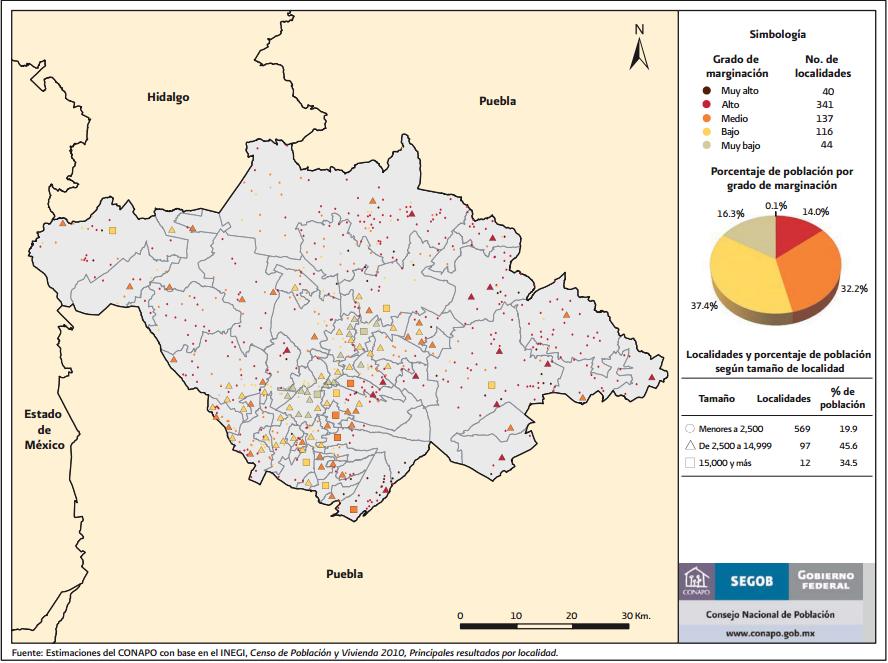 Hidalgo
Puebla
N
Estado
de
México
Puebla
0 10 20 30 Km.
Simbología
Grado de marginación No. de localidades
Muy alto 40
Alto 341
Medio 137
Bajo 116
Muy bajo 44
Porcentaje de población por
grado de marginación
0.1%
14.0%
16.3%
32.2%
37.4%
Localidades y porcentaje de población
según tamaño de localidad
Tamaño Localidades % de población
Menores a 2,500 569 19.9
De 2,500 a 14,999 97 45.6
15,000 y más 12 34.5
CONAPO
SEGOB
GOBIERNO
FEDERAL
Consejo Nacional de Población
www.conapo.gob.mx
Fuente: Estimaciones del CONAPO con base en el INEGI, Censo de Población y Vivienda 2010, Principales resultados por localidad.